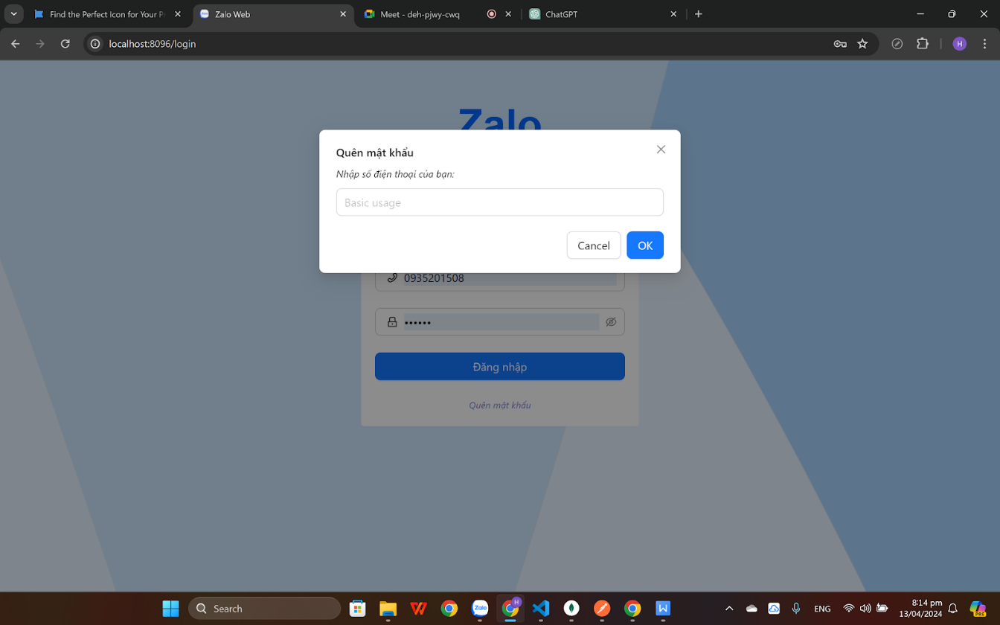 Find the Perfect Icon for Your P
Zalo Web
Meet - deh-pjwy-cwq
ChatGPT
localhost:8096/login
H
Zalo
Quên mật khẩu
Nhập số điện thoại của bạn:
Basic usage
Cancel
OK
0935201508
Đăng nhập
Quên mật khẩu
Search
Zalo
H
ENG
8:14 pm
13/04/2024
PRE